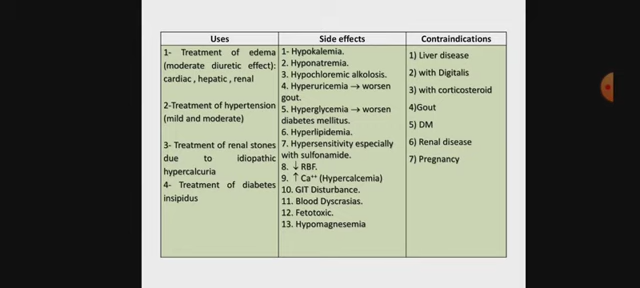 Uses
1- Treatment of edema
(moderate diuretic effect):
cardiac , hepatic , renal
2-Treatment of hypertension
(mild and moderate)
3- Treatment of renal stones
due to idiopathic
hypercalcuria
4- Treatment of diabetes
insipidus
Side effects
1- Hypokalemia.
2. Hyponatremia.
3. Hypochloremic alkolosis.
4. Hyperuricemia → worsen
gout.
5. Hyperglycemia → worsen
diabetes mellitus.
6. Hyperlipidemia.
7. Hypersensitivity especially
with sulfonamide.
8. ↓ RBF.
9. ↑ Ca⁺⁺ (Hypercalcemia)
10. GIT Disturbance.
11. Blood Dyscrasias.
12. Fetotoxic.
13. Hypomagnesemia
Contraindications
1) Liver disease
2) with Digitalis
3) with corticosteroid
4)Gout
5) DM
6) Renal disease
7) Pregnancy